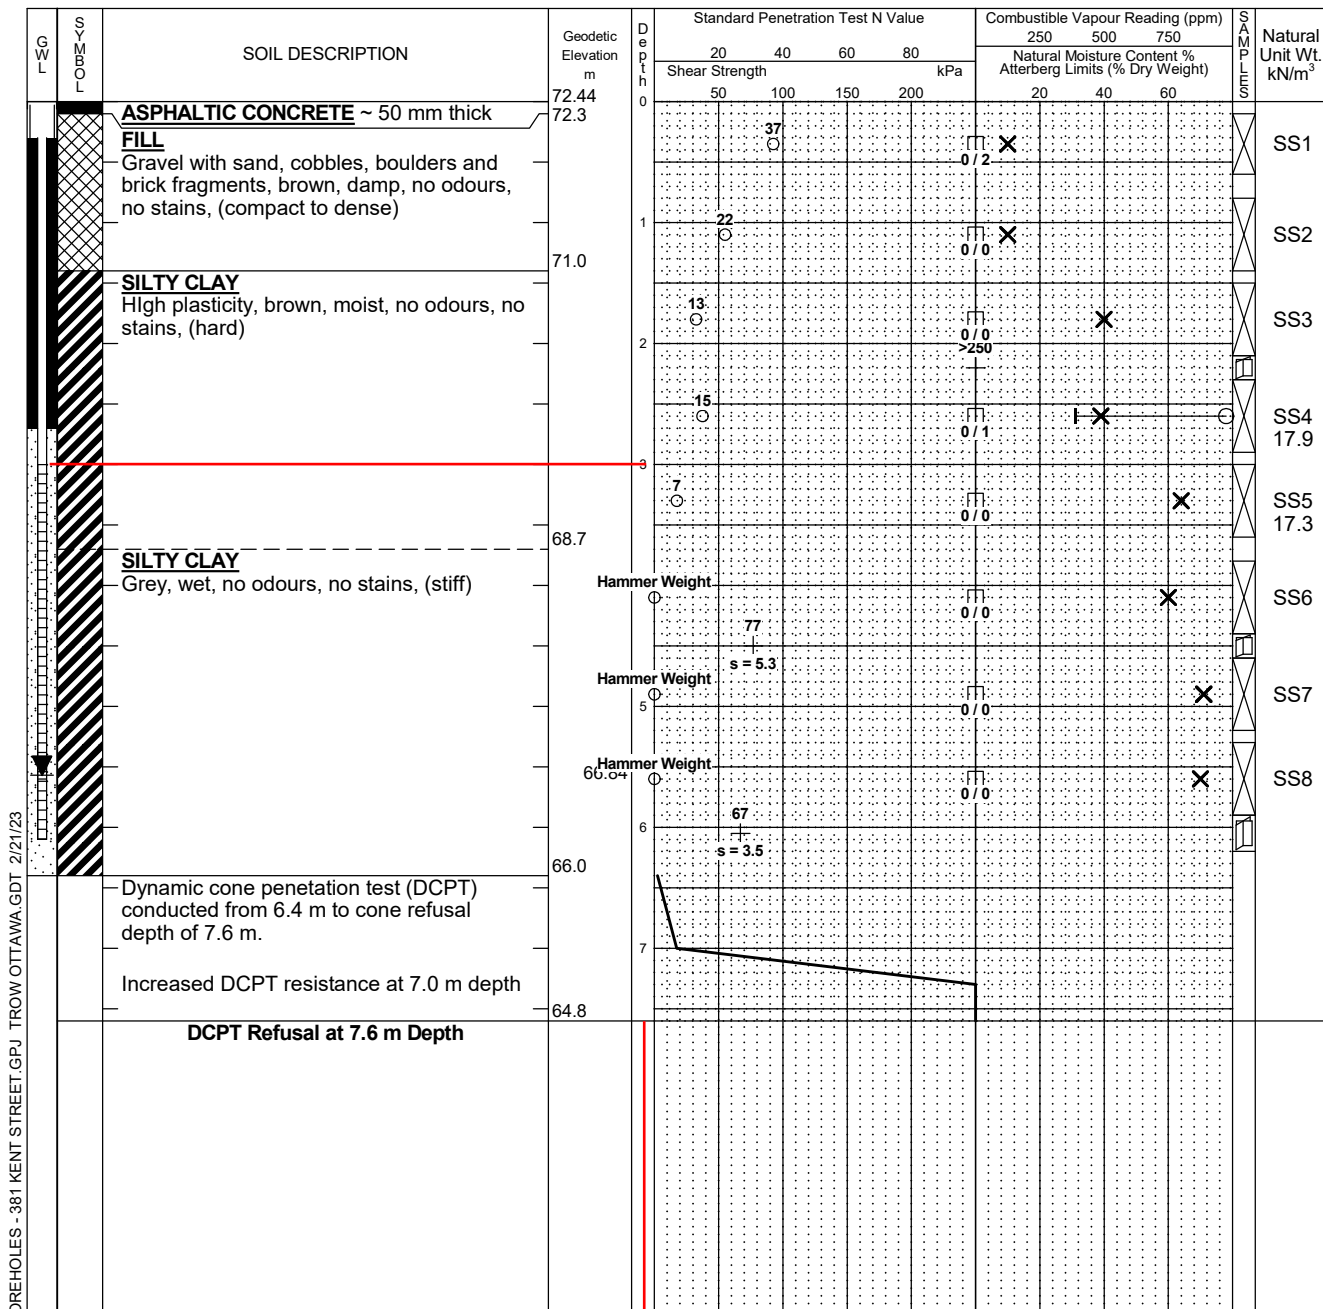 GWL
SYMBOL
SOIL DESCRIPTION
Geodetic
Elevation
m
Depth
Standard Penetration Test N Value
20 40 60 80
Shear Strength kPa
50 100 150 200
Combustible Vapour Reading (ppm)
250 500 750
Natural Moisture Content %
Atterberg Limits (% Dry Weight)
20 40 60
SAMPLES
Natural
Unit Wt.
kN/m³
72.44
0
ASPHALTIC CONCRETE ~ 50 mm thick
72.3
FILL
Gravel with sand, cobbles, boulders and
brick fragments, brown, damp, no odours,
no stains, (compact to dense)
37
0 / 2
SS1
1
22
0 / 0
SS2
71.0
SILTY CLAY
HIgh plasticity, brown, moist, no odours, no
stains, (hard)
13
0 / 0
SS3
2
>250
15
0 / 1
SS4
17.9
3
7
0 / 0
SS5
17.3
68.7
SILTY CLAY
Grey, wet, no odours, no stains, (stiff)
Hammer Weight
0 / 0
SS6
77
s = 5.3
Hammer Weight
0 / 0
SS7
5
Hammer Weight
66.84
0 / 0
SS8
6
67
s = 3.5
66.0
Dynamic cone penetation test (DCPT)
conducted from 6.4 m to cone refusal
depth of 7.6 m.
7
Increased DCPT resistance at 7.0 m depth
64.8
DCPT Refusal at 7.6 m Depth
OREHOLES - 381 KENT STREET.GPJ TROW OTTAWA.GDT 2/21/23